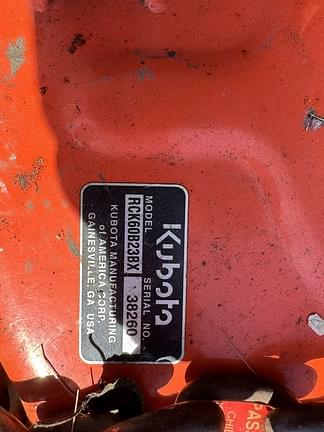 Kubota
MODEL SERIAL NO.
RCK60B23BX 38260
KUBOTA MANUFACTURING
of AMERICA CORP.
GAINESVILLE, GA. USA